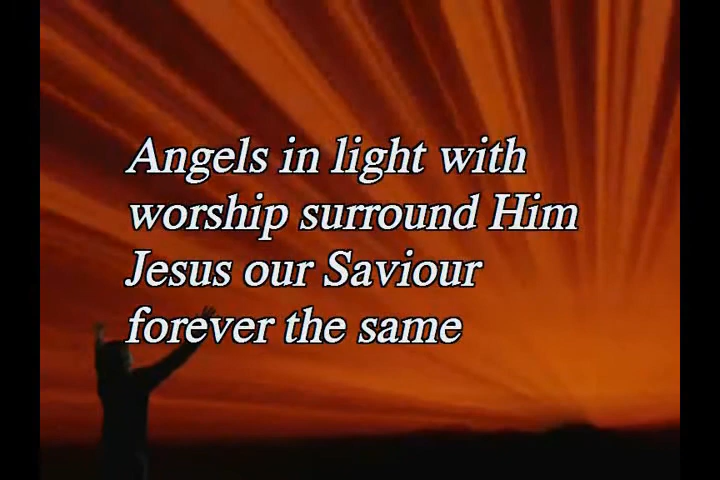 Angels in light with
worship surround Him
Jesus our Saviour
forever the same